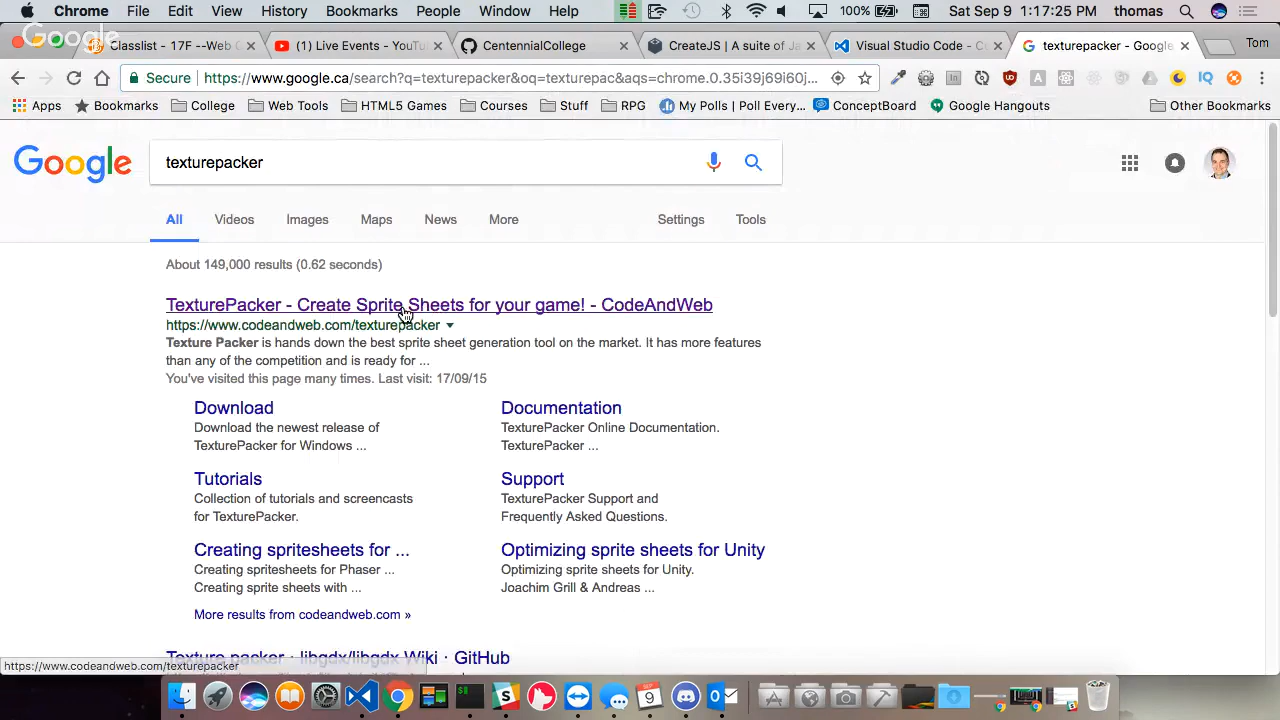 Chrome File Edit View History Bookmarks People Window Help 100% Sat Sep 9 1:17:25 PM thomas
Google
Classlist - 17F --Web (1) Live Events - YouTu CentennialCollege CreateJS | A suite of Ja Visual Studio Code - texturepacker - Google Tom
Secure https://www.google.ca/search?q=texturepacker&oq=texturepac&aqs=chrome.0.35i39j69i60j...
Apps Bookmarks College Web Tools HTML5 Games Courses Stuff RPG My Polls | Poll Every... ConceptBoard Google Hangouts Other Bookmarks
Google texturepacker
All Videos Images Maps News More Settings Tools
About 149,000 results (0.62 seconds)
TexturePacker - Create Sprite Sheets for your game! - CodeAndWeb
https://www.codeandweb.com/texturepacker
Texture Packer is hands down the best sprite sheet generation tool on the market. It has more features
than any of the competition and is ready for ...
You've visited this page many times. Last visit: 17/09/15
Download
Download the newest release of
TexturePacker for Windows ...
Documentation
TexturePacker Online Documentation.
TexturePacker ...
Tutorials
Collection of tutorials and screencasts
for TexturePacker.
Support
TexturePacker Support and
Frequently Asked Questions.
Creating spritesheets for ...
Creating spritesheets for Phaser ...
Creating sprite sheets with ...
Optimizing sprite sheets for Unity
Optimizing sprite sheets for Unity.
Joachim Grill & Andreas ...
More results from codeandweb.com »
Texture packer · libgdx/libgdx Wiki · GitHub
https://www.codeandweb.com/texturepacker